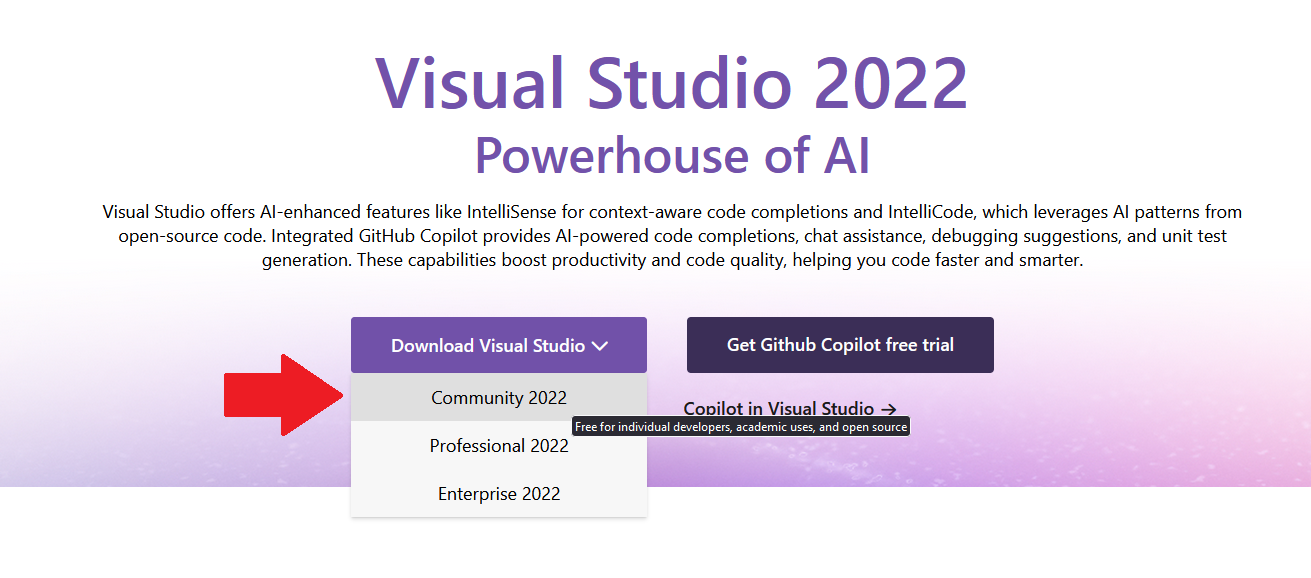 Visual Studio 2022
Powerhouse of AI
Visual Studio offers AI-enhanced features like IntelliSense for context-aware code completions and IntelliCode, which leverages AI patterns from
open-source code. Integrated GitHub Copilot provides AI-powered code completions, chat assistance, debugging suggestions, and unit test
generation. These capabilities boost productivity and code quality, helping you code faster and smarter.
Download Visual Studio
Get Github Copilot free trial
Community 2022
Copilot in Visual Studio →
Free for individual developers, academic uses, and open source
Professional 2022
Enterprise 2022